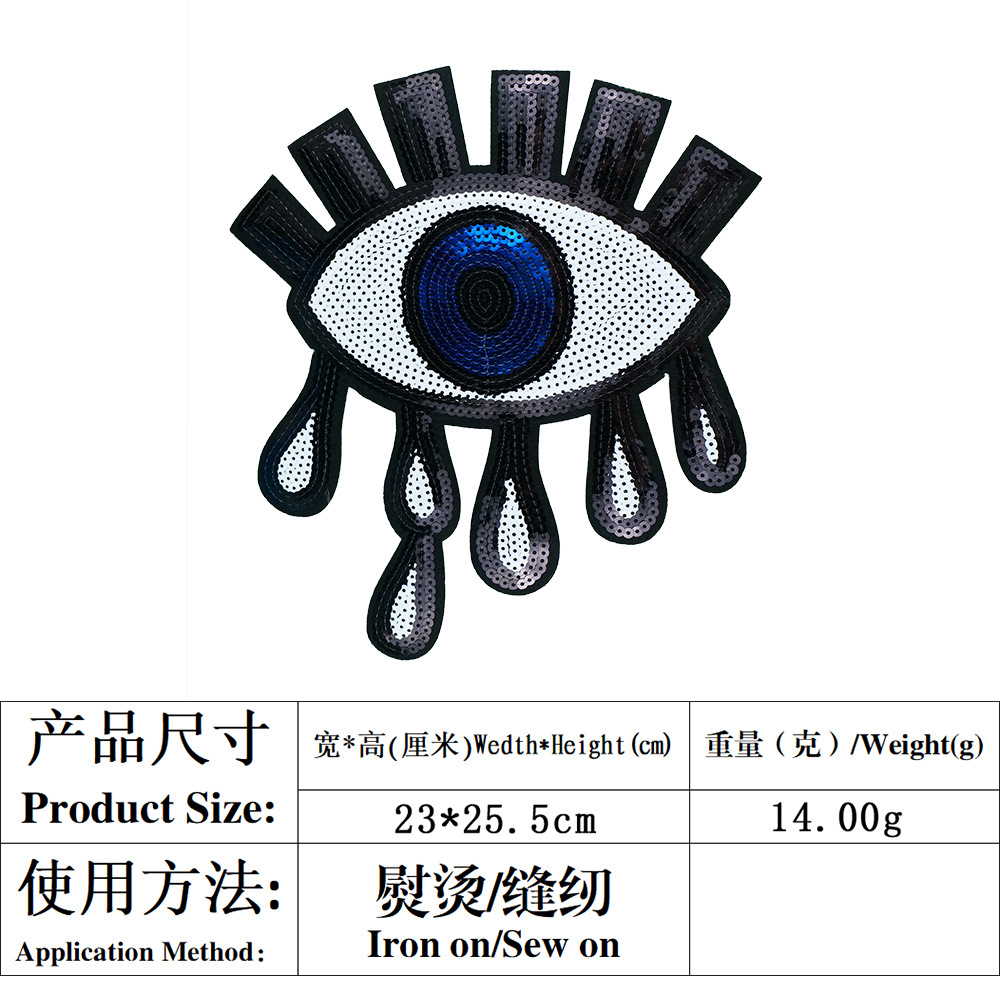 产品尺寸
Product Size:
宽*高(厘米)Wedth*Height(cm)
重量（克）/Weight(g)
23*25.5cm
14.00g
使用方法:
Application Method：
熨烫/缝纫
Iron on/Sew on